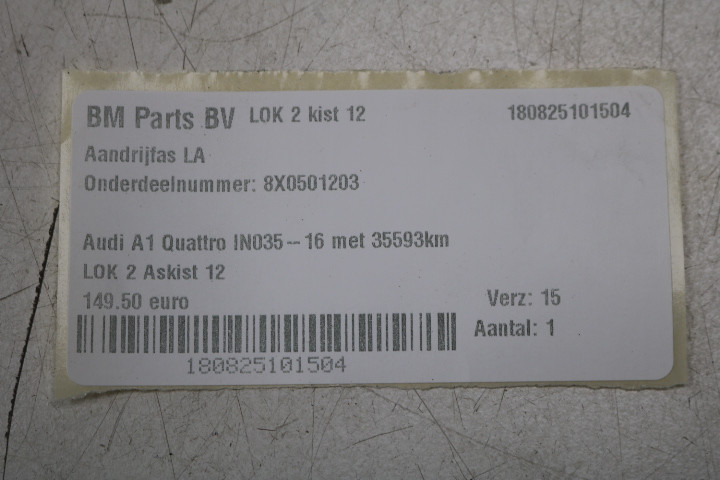 BM Parts BV LOK 2 kist 12 180825101504
Aandrijfas LA
Onderdeelnummer: 8X0501203
Audi A1 Quattro IN035-- 16 met 35593km
LOK 2 Askist 12
149.50 euro Verz: 15
Aantal: 1
180825101504